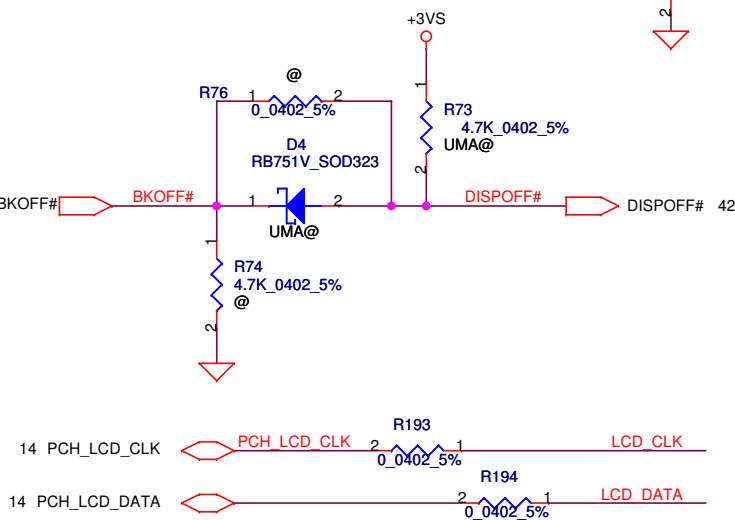 2
+3VS
@
R76 1 2
0_0402_5%
1
R73
4.7K_0402_5%
UMA@
2
D4
RB751V_SOD323
BKOFF# BKOFF# 1 2 DISPOFF# DISPOFF# 42
UMA@
1
R74
4.7K_0402_5%
@
2
R193
14 PCH_LCD_CLK PCH_LCD_CLK 2 1 LCD_CLK
0_0402_5%
R194
14 PCH_LCD_DATA 2 1 LCD_DATA
0_0402_5%